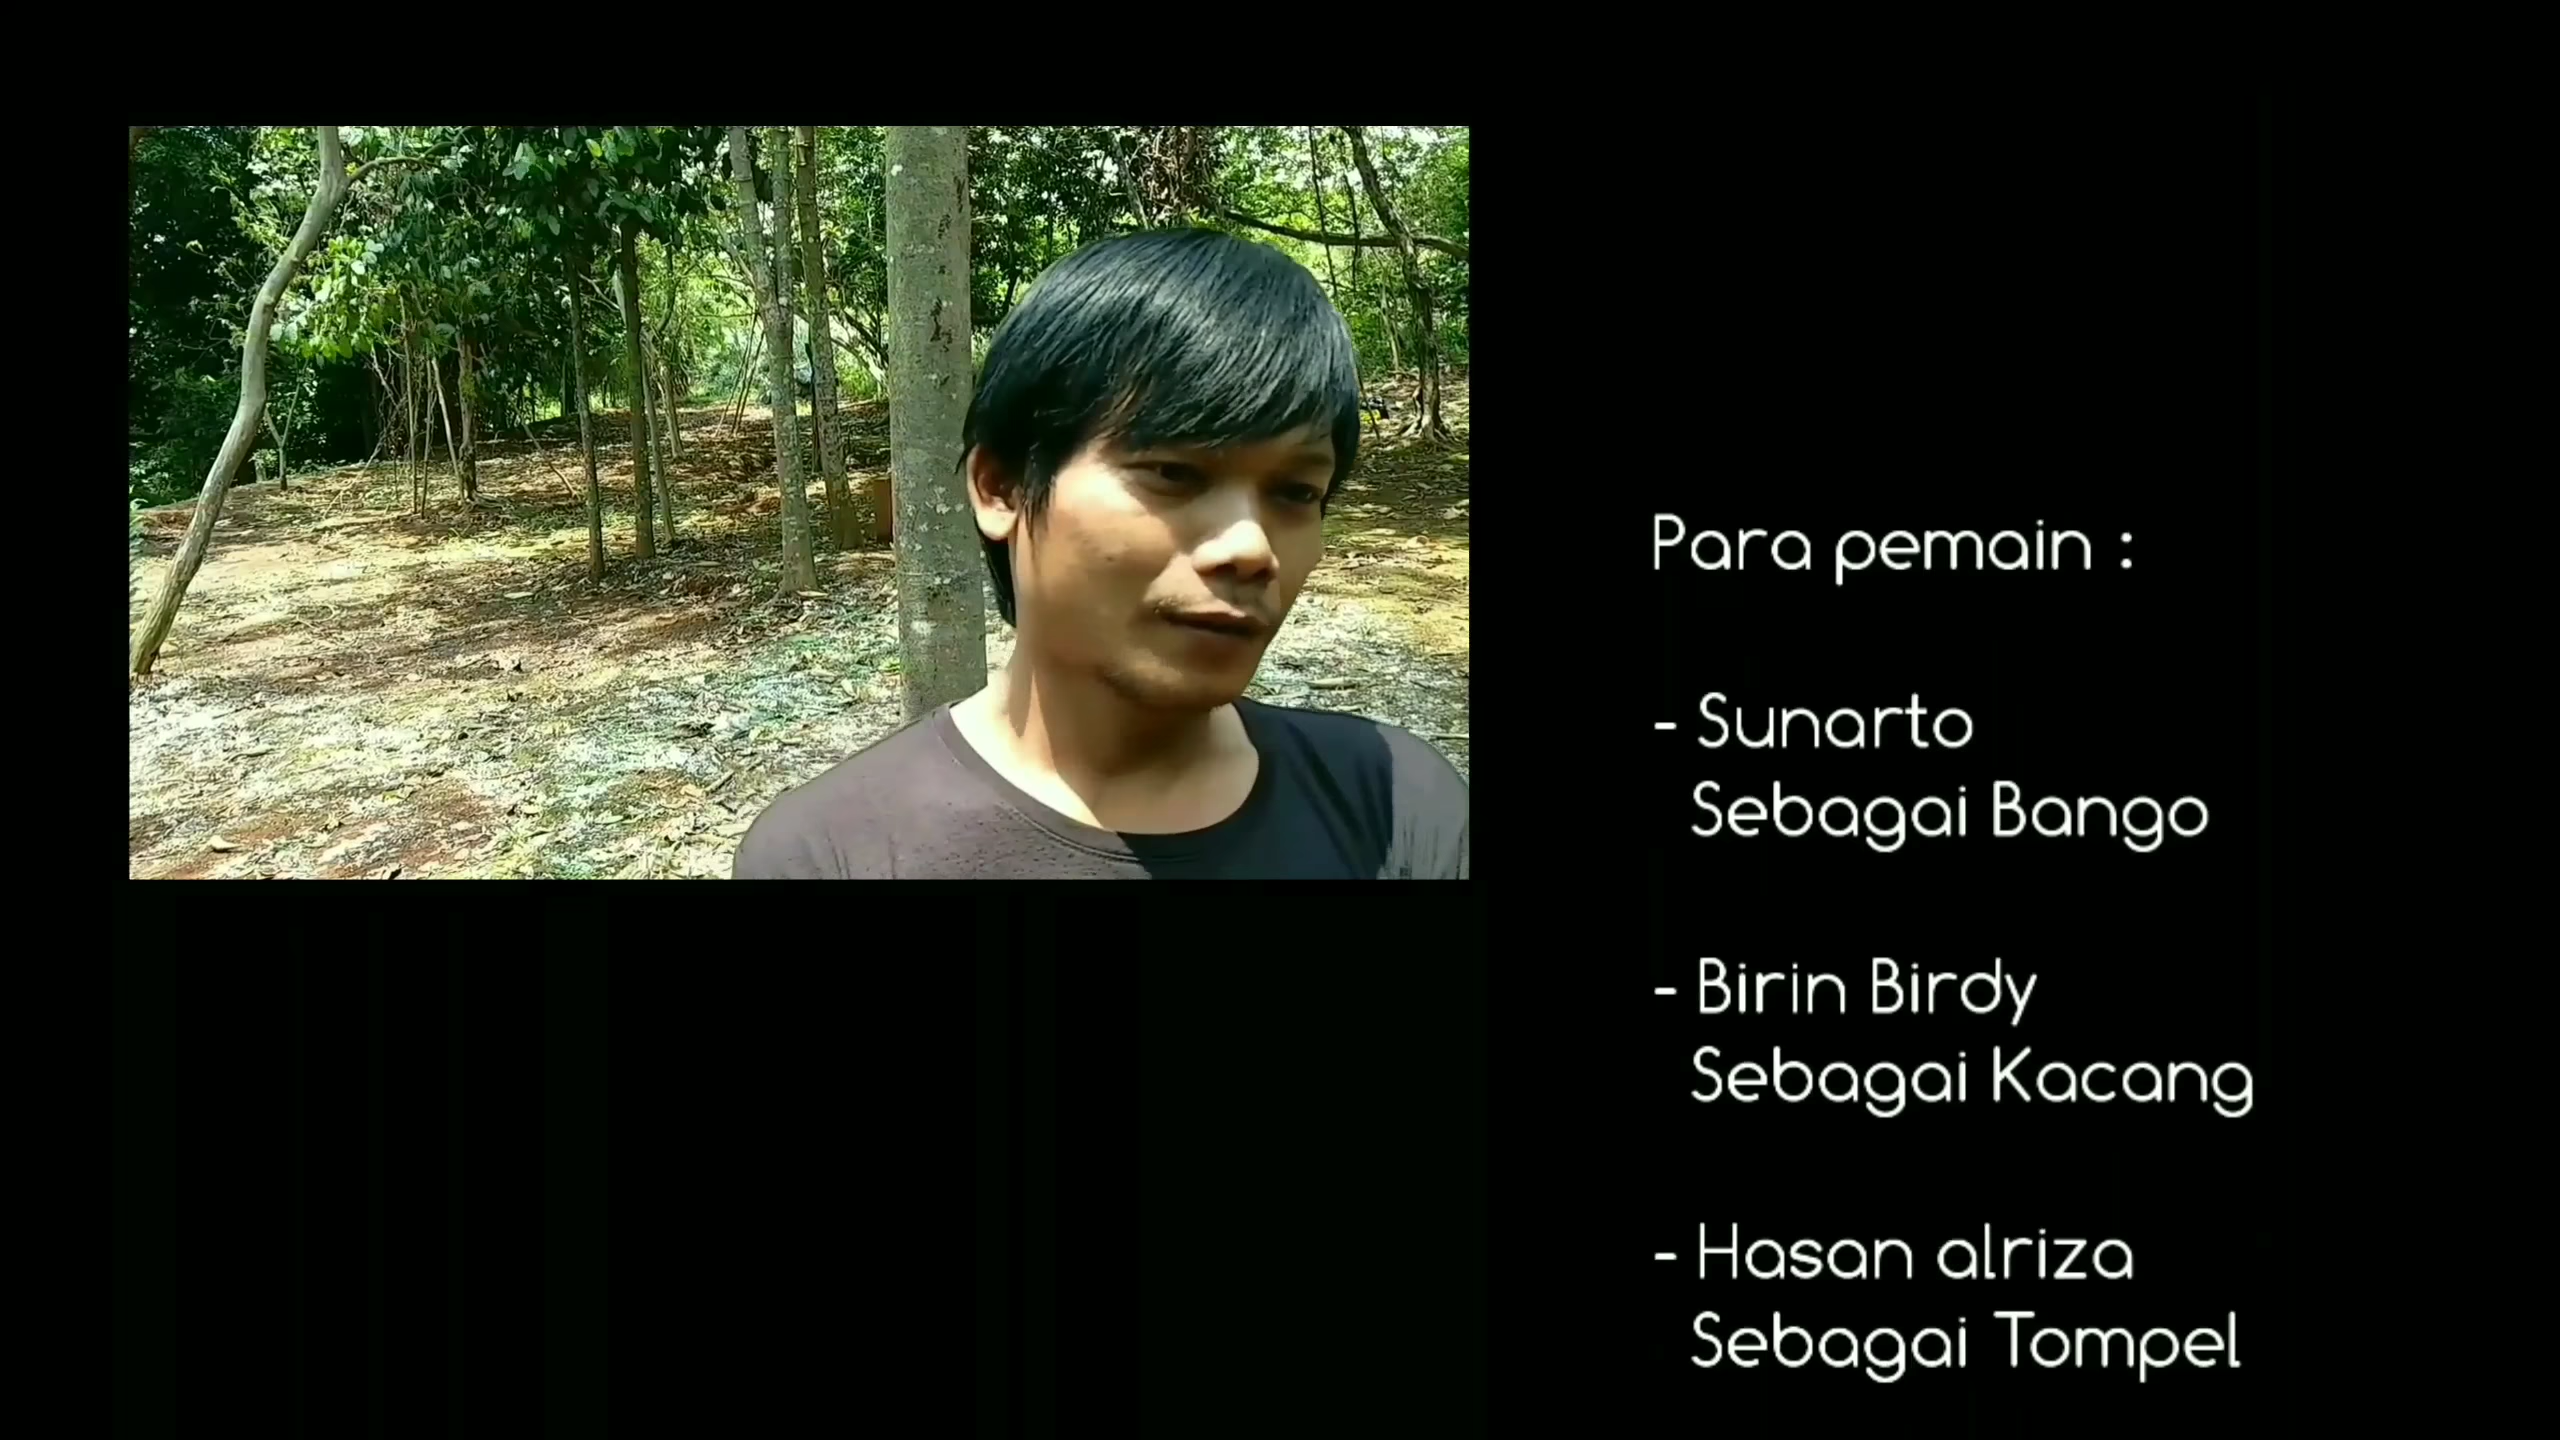 Para pemain :
- Sunarto
Sebagai Bango
- Birin Birdy
Sebagai Kacang
- Hasan alriza
Sebagai Tompel